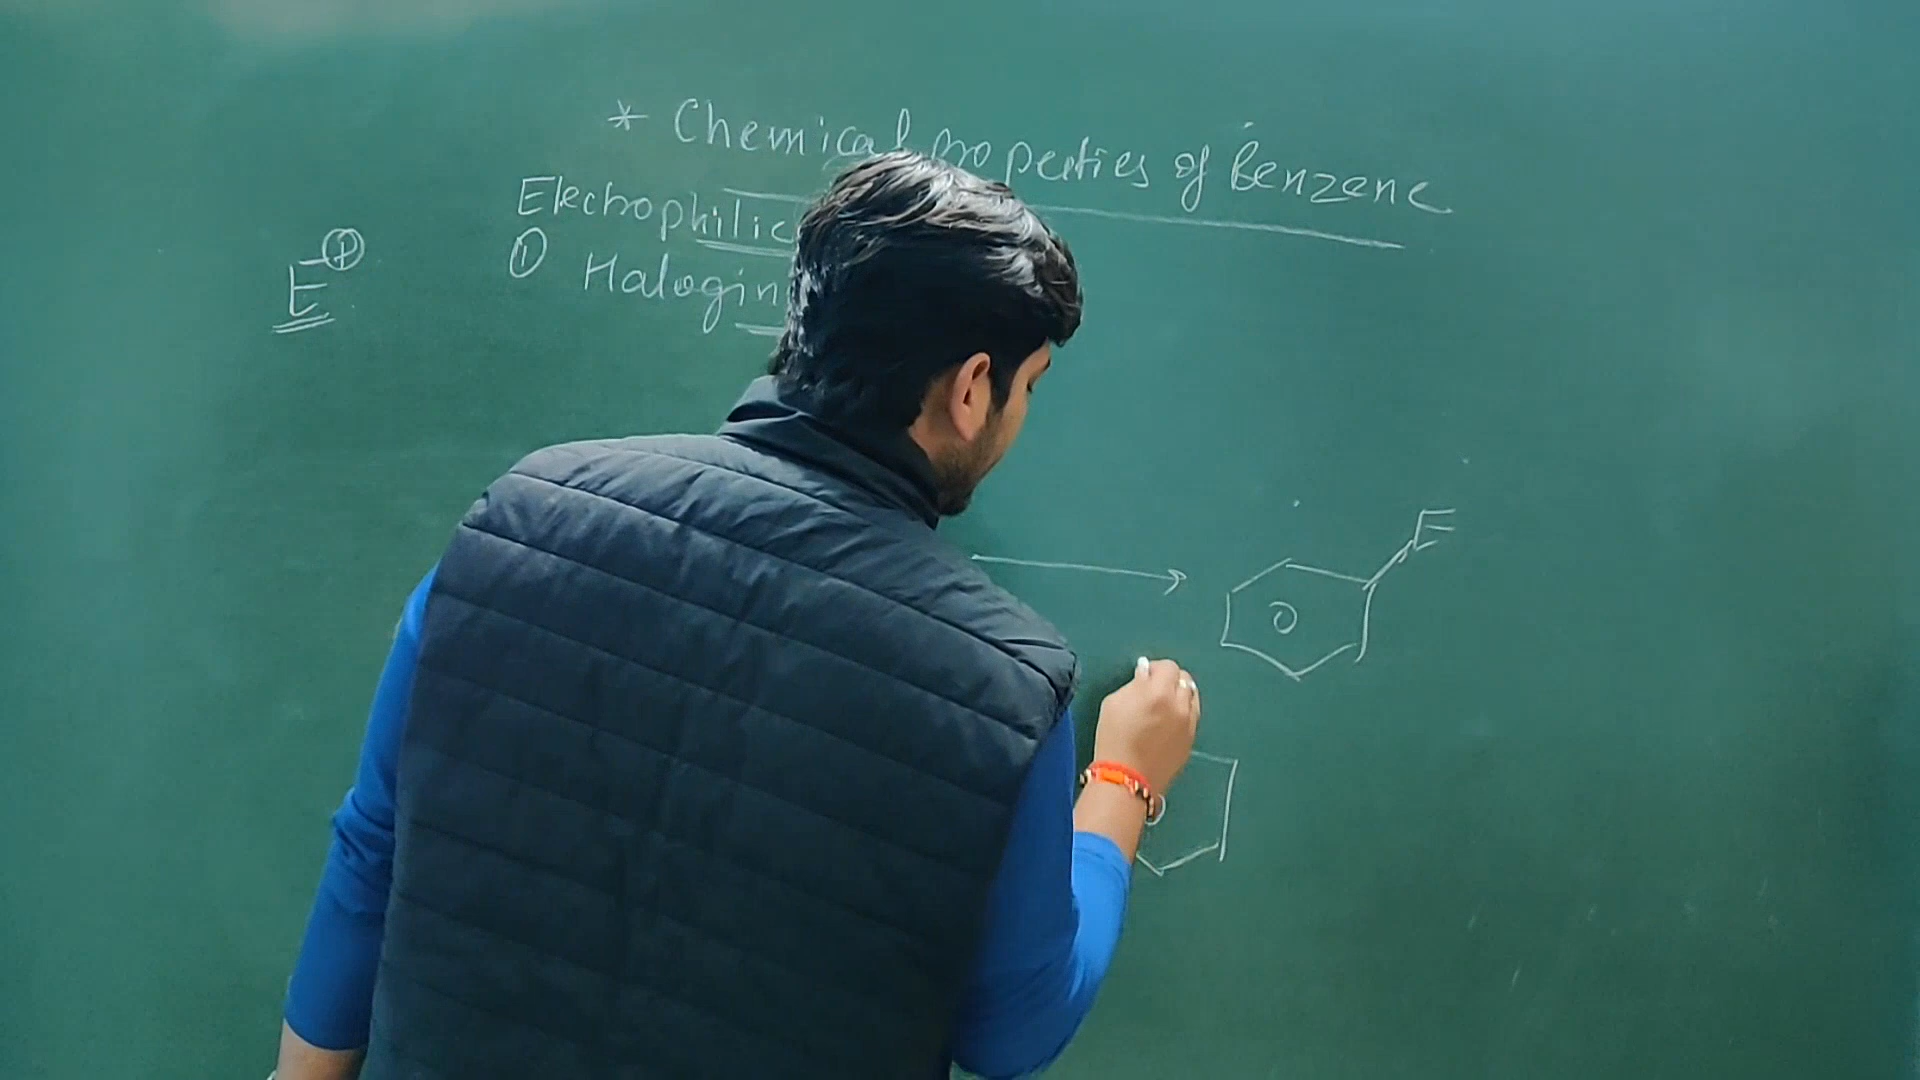 * Chemical properties of Benzene
Electrophilic
① Halogin
E⊕
E